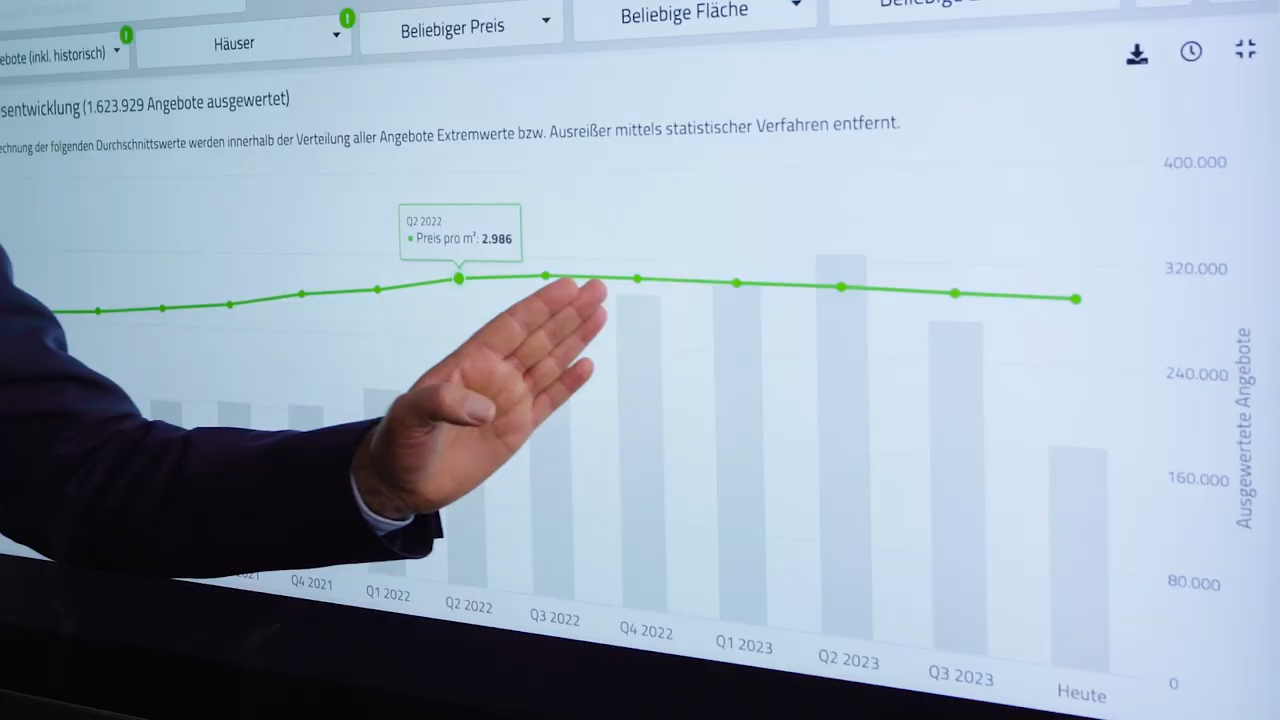 ebote (inkl. historisch)
!
Häuser
!
Beliebiger Preis
Beliebige Fläche
sentwicklung (1.623.929 Angebote ausgewertet)
echnung der folgenden Durchschnittswerte werden innerhalb der Verteilung aller Angebote Extremwerte bzw. Ausreißer mittels statistischer Verfahren entfernt.
Q2 2022
Preis pro m²: 2.986
400.000
320.000
240.000
160.000
80.000
0
Ausgewertete Angebote
Q4 2021
Q1 2022
Q2 2022
Q3 2022
Q4 2022
Q1 2023
Q2 2023
Q3 2023
Heute